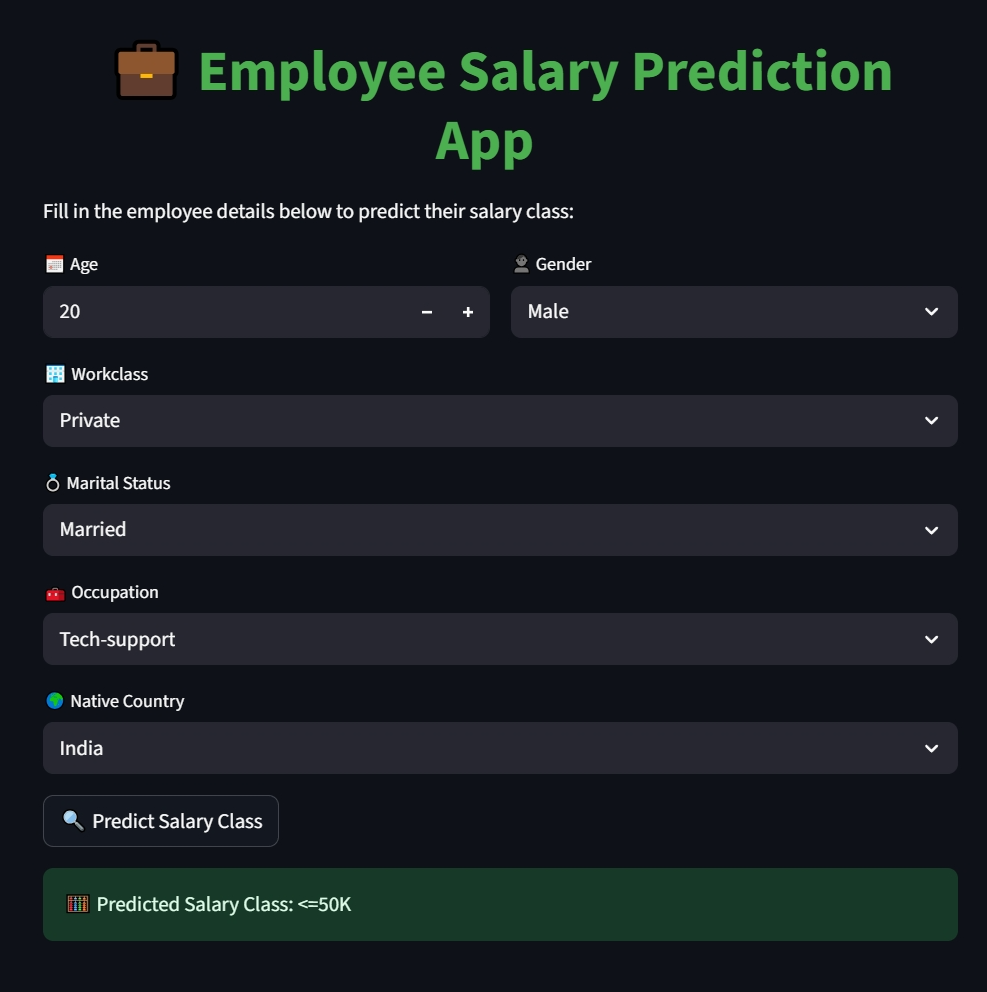 Employee Salary Prediction
App
Fill in the employee details below to predict their salary class:
Age
Gender
20
Male
Workclass
Private
Marital Status
Married
Occupation
Tech-support
Native Country
India
Predict Salary Class
Predicted Salary Class: <=50K